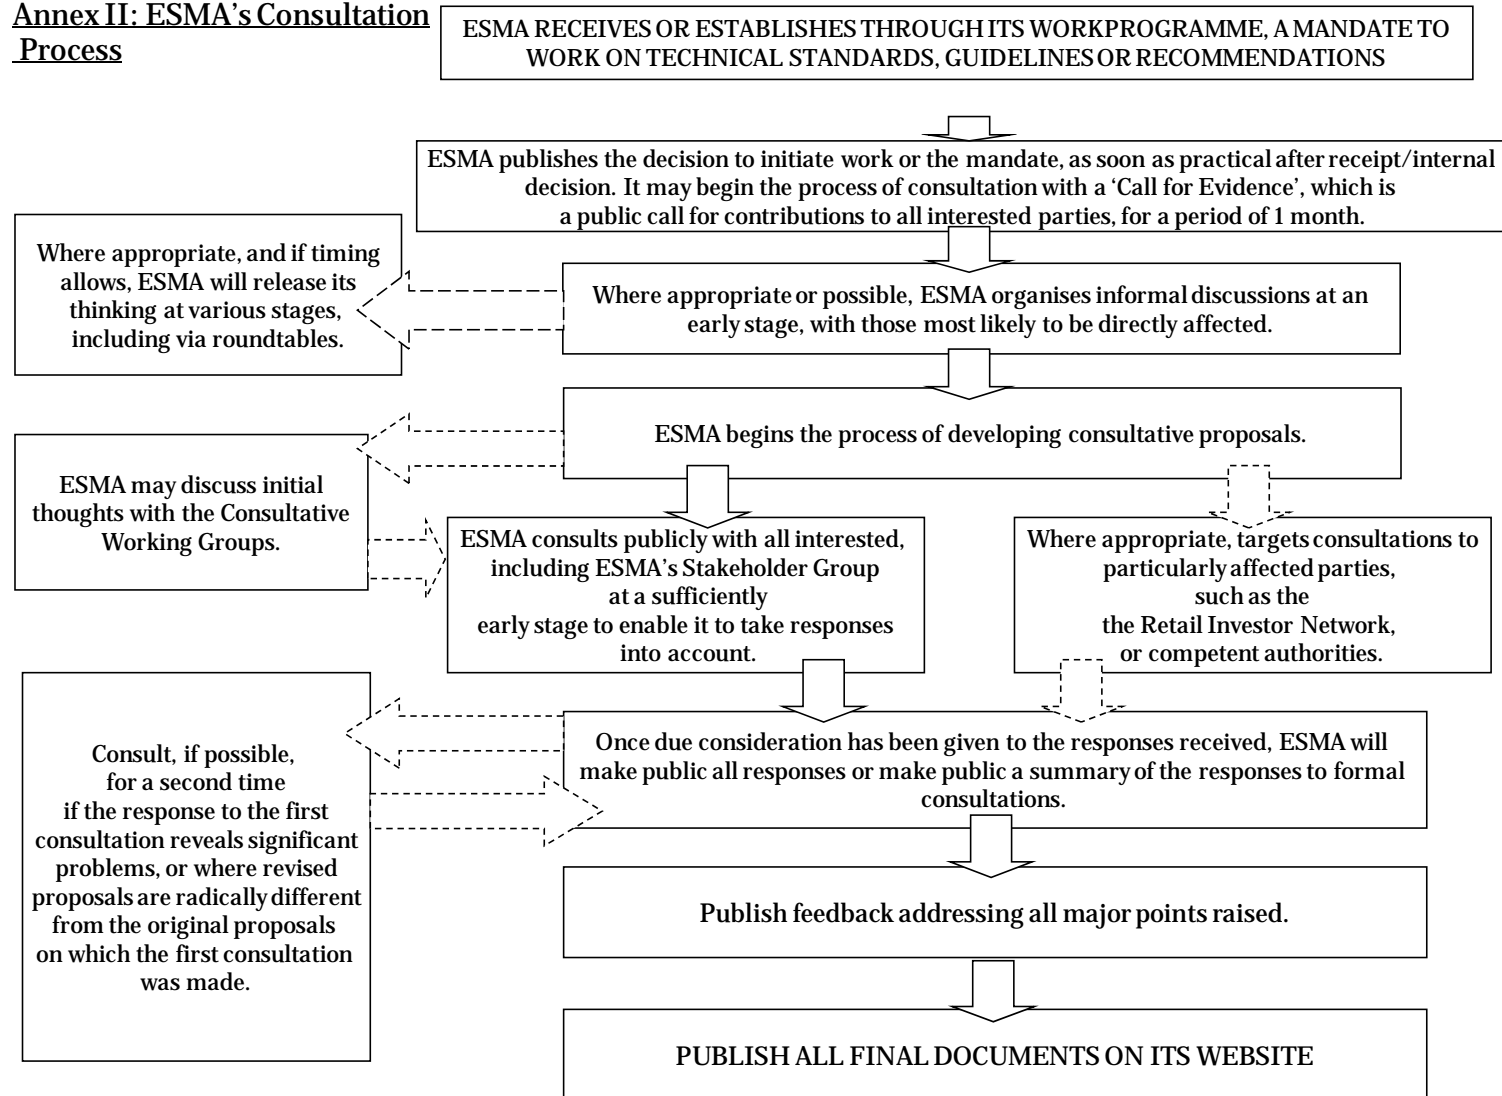 Annex II: ESMA's Consultation
Process
ESMA RECEIVES OR ESTABLISHES THROUGH ITS WORKPROGRAMME, A MANDATE TO
WORK ON TECHNICAL STANDARDS, GUIDELINES OR RECOMMENDATIONS
ESMA publishes the decision to initiate work or the mandate, as soon as practical after receipt/internal
decision. It may begin the process of consultation with a ‘Call for Evidence’, which is
a public call for contributions to all interested parties, for a period of 1 month.
Where appropriate, and if timing
allows, ESMA will release its
thinking at various stages,
including via roundtables.
Where appropriate or possible, ESMA organises informal discussions at an
early stage, with those most likely to be directly affected.
ESMA begins the process of developing consultative proposals.
ESMA may discuss initial
thoughts with the Consultative
Working Groups.
ESMA consults publicly with all interested,
including ESMA's Stakeholder Group
at a sufficiently
early stage to enable it to take responses
into account.
Where appropriate, targets consultations to
particularly affected parties,
such as the
the Retail Investor Network,
or competent authorities.
Consult, if possible,
for a second time
if the response to the first
consultation reveals significant
problems, or where revised
proposals are radically different
from the original proposals
on which the first consultation
was made.
Once due consideration has been given to the responses received, ESMA will
make public all responses or make public a summary of the responses to formal
consultations.
Publish feedback addressing all major points raised.
PUBLISH ALL FINAL DOCUMENTS ON ITS WEBSITE